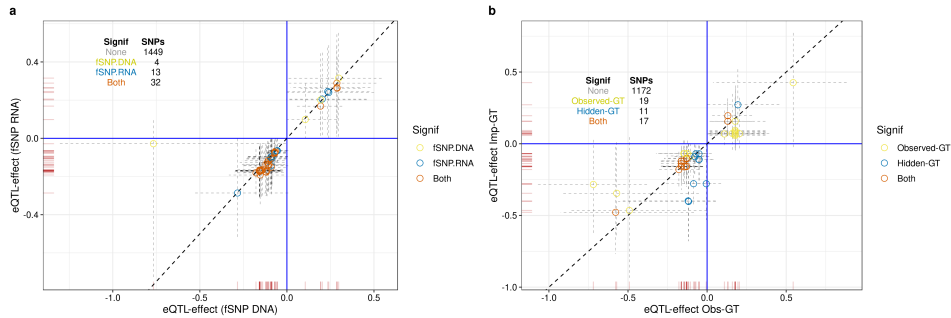 a
eQTL-effect (fSNP RNA)
0.4
0.0
-0.4
-1.0
-0.5
0.0
0.5
eQTL-effect (fSNP DNA)
Signif SNPs
None 1449
fSNP.DNA 4
fSNP.RNA 13
Both 32
Signif
fSNP.DNA
fSNP.RNA
Both
b
eQTL-effect Imp-GT
0.5
0.0
-0.5
-1.0
-1.0
-0.5
0.0
0.5
eQTL-effect Obs-GT
Signif SNPs
None 1172
Observed-GT 19
Hidden-GT 11
Both 17
Signif
Observed-GT
Hidden-GT
Both